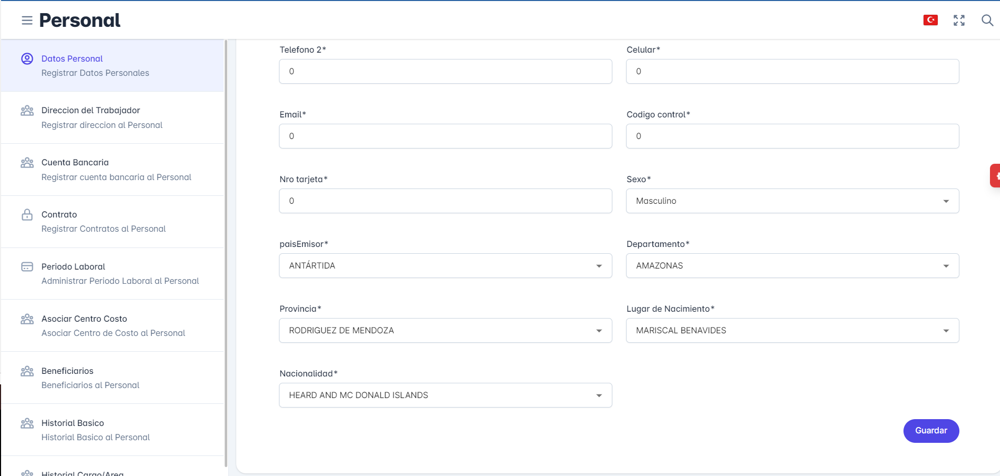 Personal
Datos Personal
Registrar Datos Personales
Direccion del Trabajador
Registrar direccion al Personal
Cuenta Bancaria
Registrar cuenta bancaria al Personal
Contrato
Registrar Contratos al Personal
Periodo Laboral
Administrar Periodo Laboral al Personal
Asociar Centro Costo
Asociar Centro de Costo al Personal
Beneficiarios
Beneficiarios al Personal
Historial Basico
Historial Basico al Personal
Historial Cargo/Area
Telefono 2*
0
Celular*
0
Email*
0
Codigo control*
0
Nro tarjeta*
0
Sexo*
Masculino
paisEmisor*
ANTÁRTIDA
Departamento*
AMAZONAS
Provincia*
RODRIGUEZ DE MENDOZA
Lugar de Nacimiento*
MARISCAL BENAVIDES
Nacionalidad*
HEARD AND MC DONALD ISLANDS
Guardar